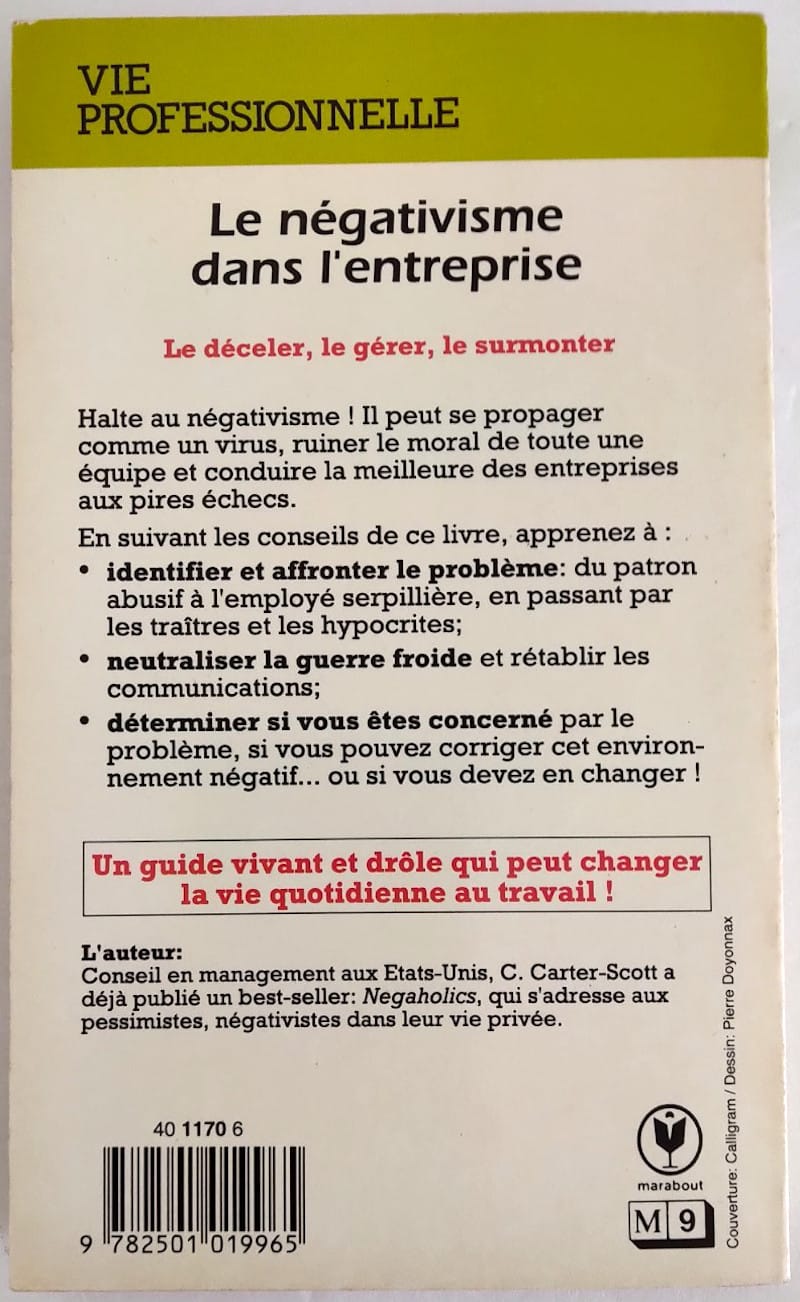 VIE
PROFESSIONNELLE
Le négativisme
dans l'entreprise
Le déceler, le gérer, le surmonter
Halte au négativisme ! Il peut se propager
comme un virus, ruiner le moral de toute une
équipe et conduire la meilleure des entreprises
aux pires échecs.
En suivant les conseils de ce livre, apprenez à :
• identifier et affronter le problème: du patron
abusif à l'employé serpillière, en passant par
les traîtres et les hypocrites;
• neutraliser la guerre froide et rétablir les
communications;
• déterminer si vous êtes concerné par le
problème, si vous pouvez corriger cet environ-
nement négatif... ou si vous devez en changer !
Un guide vivant et drôle qui peut changer
la vie quotidienne au travail !
L'auteur:
Conseil en management aux Etats-Unis, C. Carter-Scott a
déjà publié un best-seller: Negaholics, qui s'adresse aux
pessimistes, négativistes dans leur vie privée.
40 1170 6
9 782501 019965
marabout
M 9
Couverture: Calligram / Dessin: Pierre Doyonnax